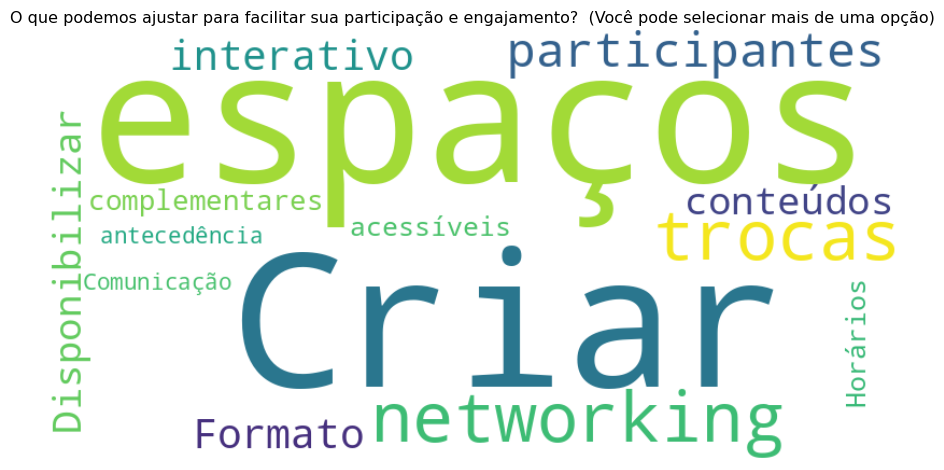 O que podemos ajustar para facilitar sua participação e engajamento?  (Você pode selecionar mais de uma opção)
interativo
participantes
espaços
Disponibilizar
complementares
conteúdos
acessíveis
trocas
antecedência
Comunicação
Criar
Horários
Formato
networking